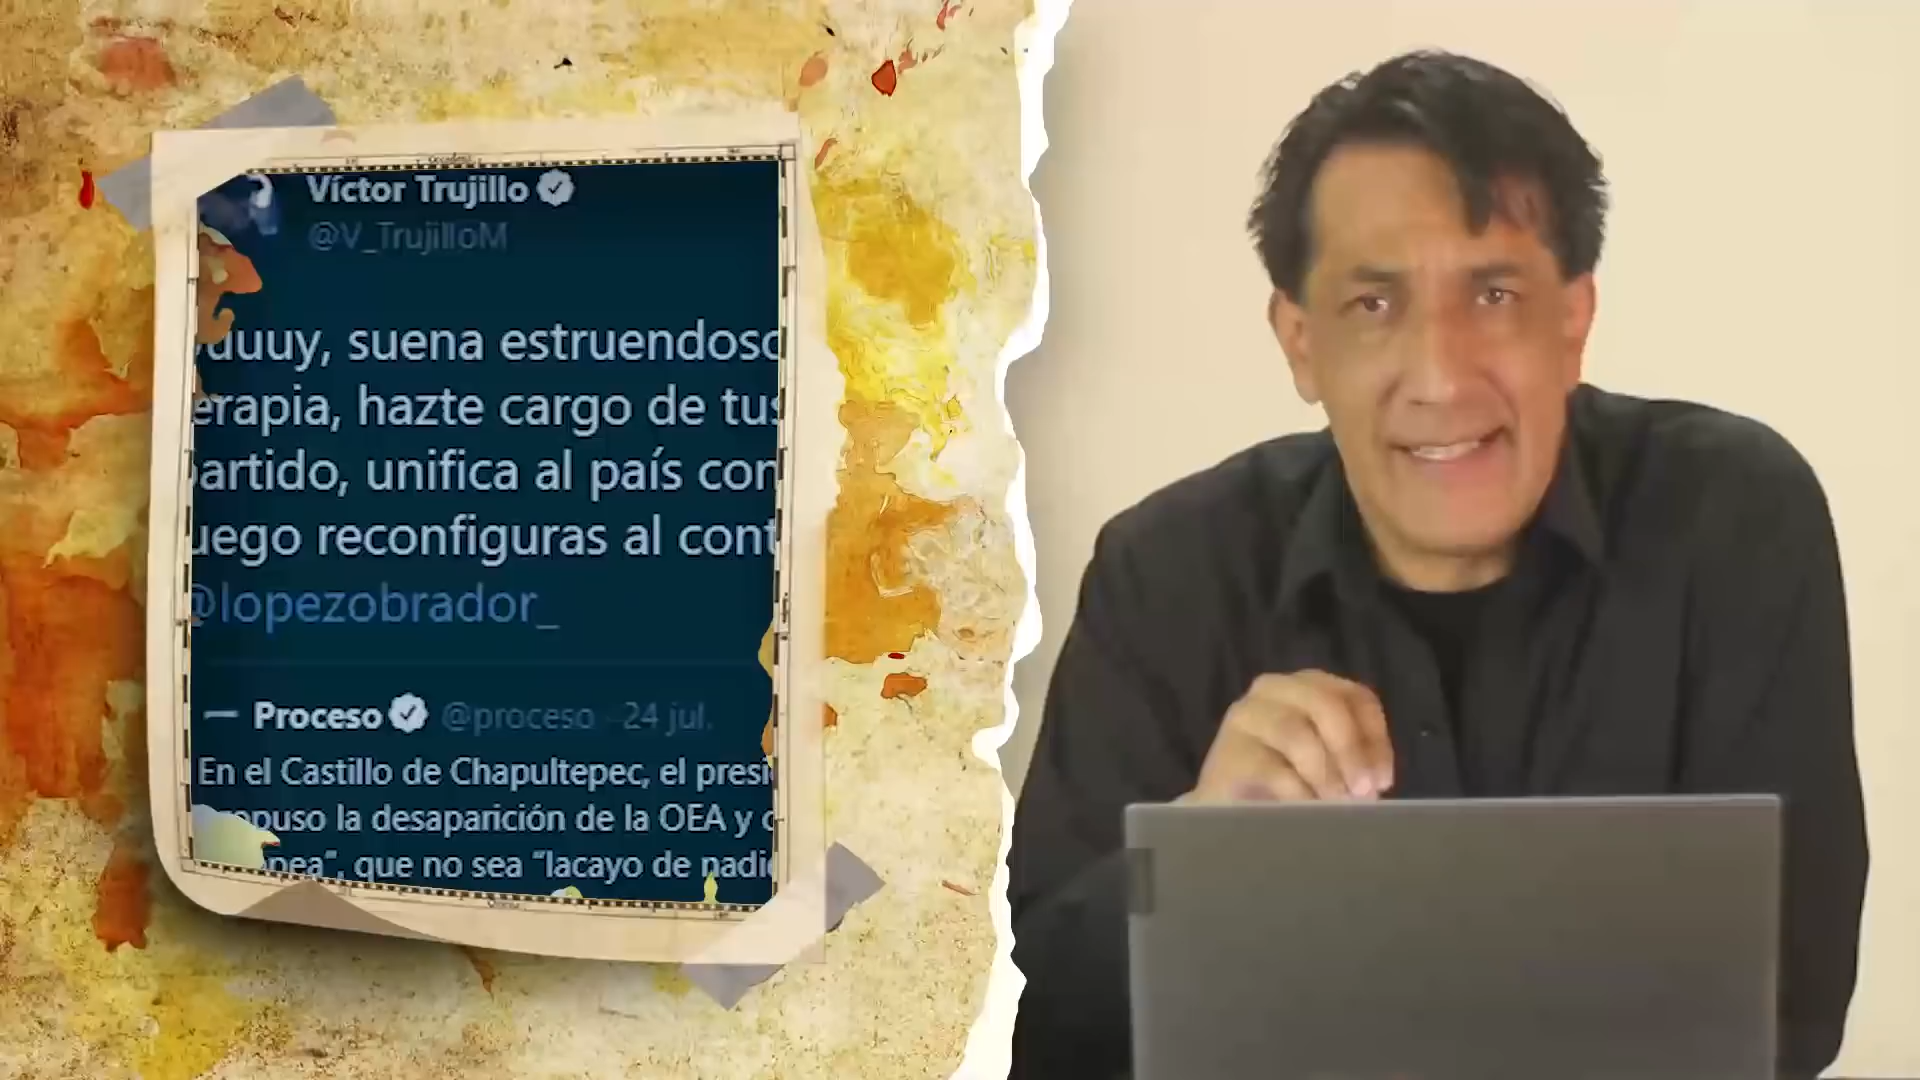 Víctor Trujillo
@V_TrujilloM
uuuy, suena estruendoso
erapia, hazte cargo de tus
artido, unifica al país con
uego reconfiguras al cont
@lopezobrador_
Proceso @proceso · 24 jul.
En el Castillo de Chapultepec, el presi
opuso la desaparición de la OEA y c
opea”, que no sea “lacayo de nadie